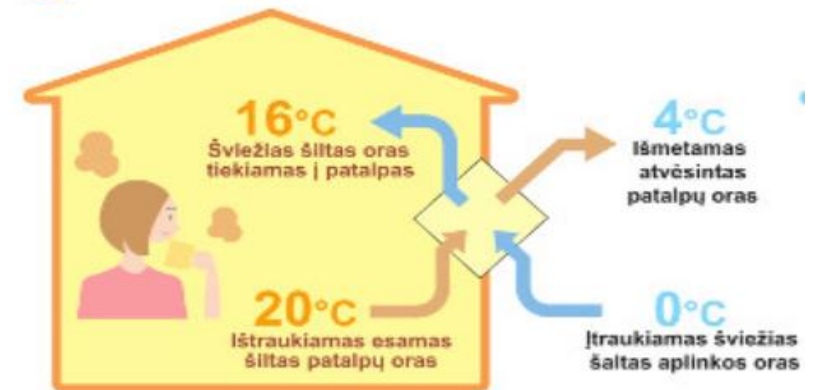 16°C
Šviežias šiltas oras
tiekiamas į patalpas
4°C
Išmetamas
atvėsintas
patalpų oras
20°C
Ištraukiamas esamas
šiltas patalpų oras
0°C
Įtraukiamas šviežias
šaltas aplinkos oras